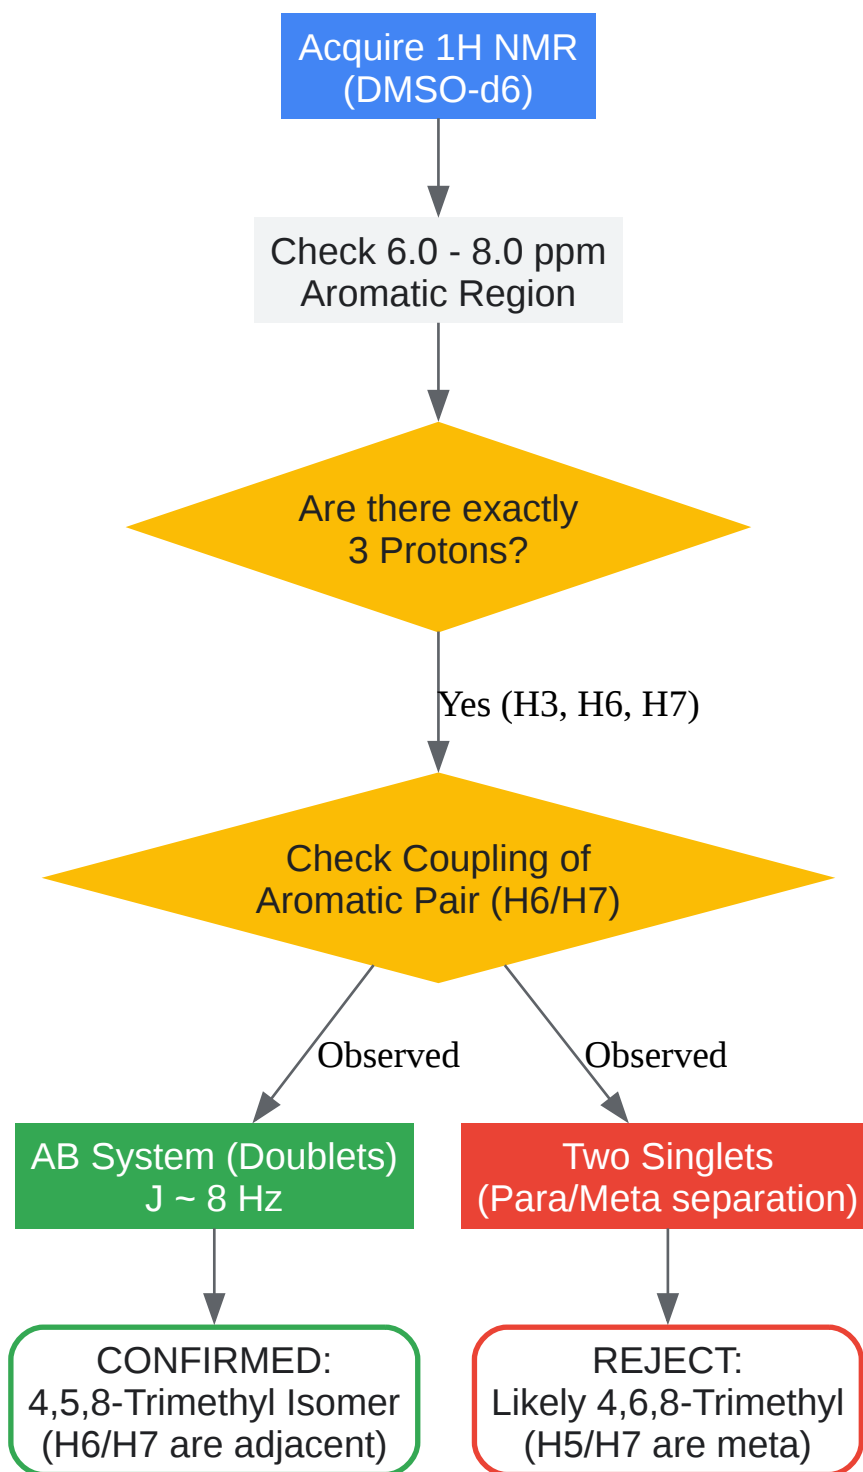 Acquire 1H NMR
(DMSO-d6)
Check 6.0 - 8.0 ppm
Aromatic Region
Are there exactly
3 Protons?
Yes (H3, H6, H7)
Check Coupling of
Aromatic Pair (H6/H7)
Observed
Observed
AB System (Doublets)
J ~ 8 Hz
Two Singlets
(Para/Meta separation)
CONFIRMED:
4,5,8-Trimethyl Isomer
(H6/H7 are adjacent)
REJECT:
Likely 4,6,8-Trimethyl
(H5/H7 are meta)